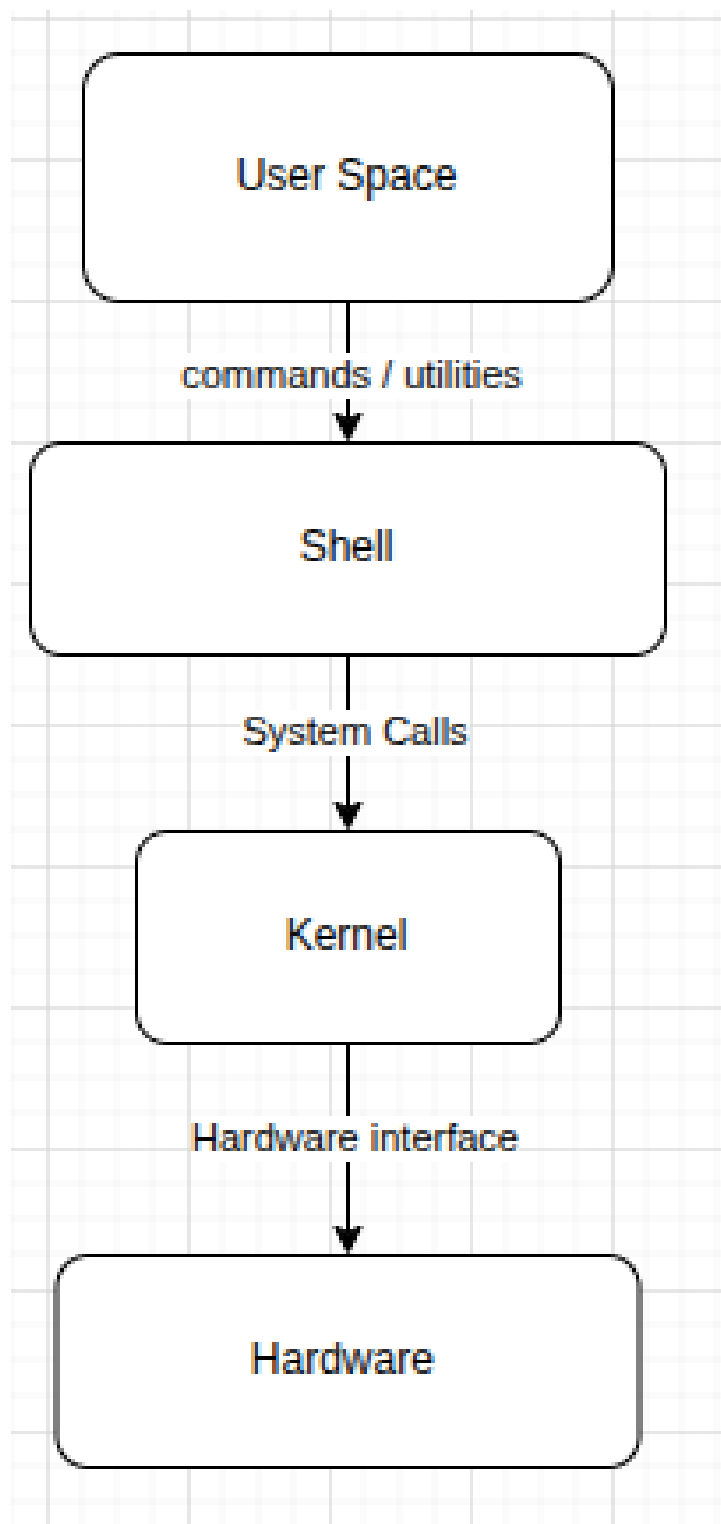 User Space
commands / utilities
Shell
System Calls
Kernel
Hardware interface
Hardware